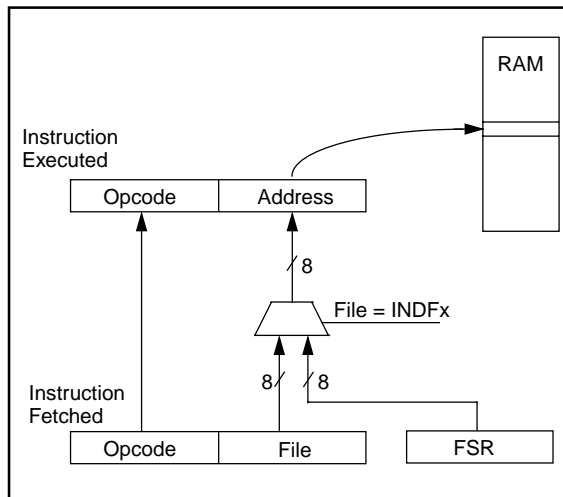 RAM
Instruction
Executed
Opcode
Address
8
File = INDFx
8
8
Instruction
Fetched
Opcode
File
FSR